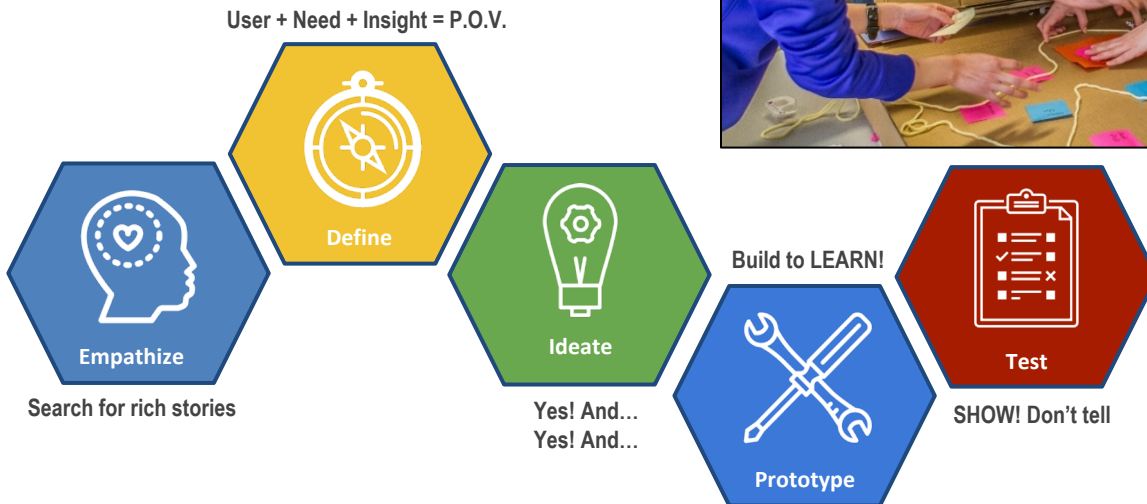 User + Need + Insight = P.O.V.
Define
Empathize
Search for rich stories
Ideate
Yes! And…
Yes! And…
Build to LEARN!
Prototype
Test
SHOW! Don’t tell